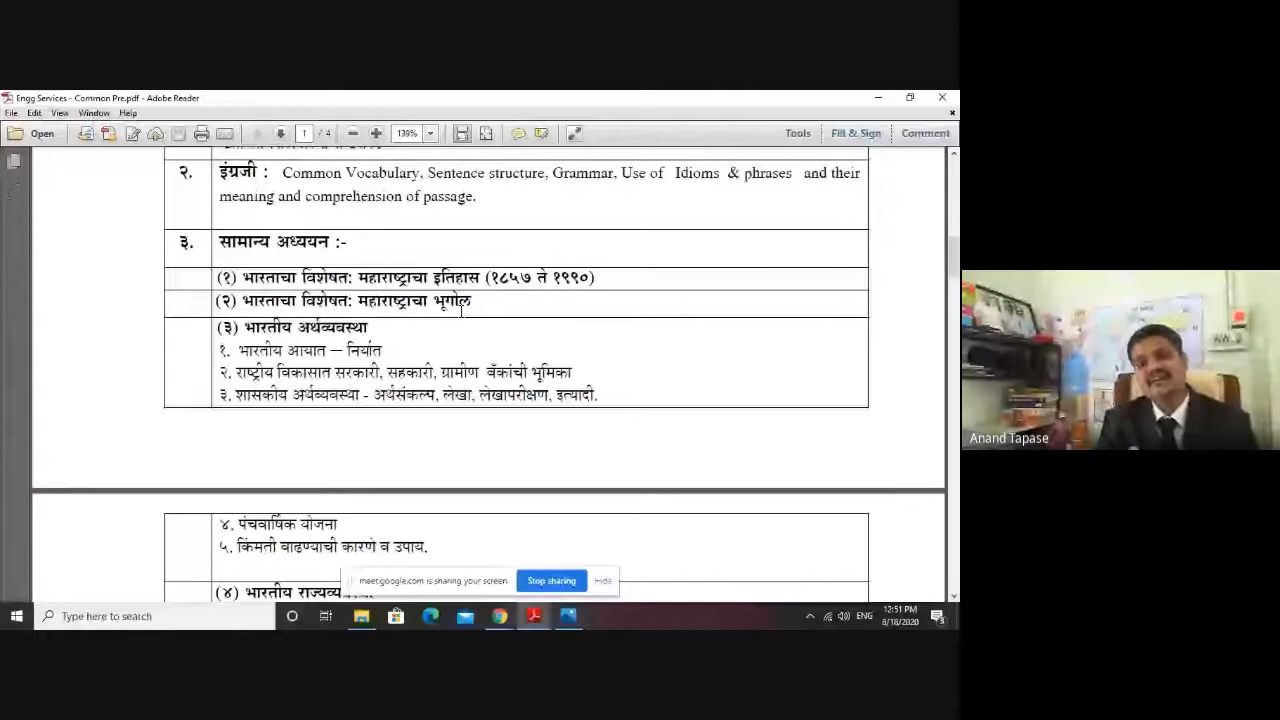 Engg Services - Common Pre.pdf - Adobe Reader
File Edit View Window Help
Open 1 / 4 139% Tools Fill & Sign Comment
२. इंग्रजी : Common Vocabulary, Sentence structure, Grammar, Use of Idioms & phrases and their
meaning and comprehension of passage.
३. सामान्य अध्ययन :-
(१) भारताचा विशेषत: महाराष्ट्राचा इतिहास (१८५७ ते १९९०)
(२) भारताचा विशेषत: महाराष्ट्राचा भूगोल
(३) भारतीय अर्थव्यवस्था
१. भारतीय आयात – निर्यात
२. राष्ट्रीय विकासात सरकारी, सहकारी, ग्रामीण बँकांची भूमिका
३. शासकीय अर्थव्यवस्था - अर्थसंकल्प, लेखा, लेखापरीक्षण, इत्यादी.
Anand Tapase
४. पंचवार्षिक योजना
५. किंमती वाढण्याची कारणे व उपाय.
meet.google.com is sharing your screen. Stop sharing Hide
(४) भारतीय
Type here to search ENG 12:51 PM
8/18/2020